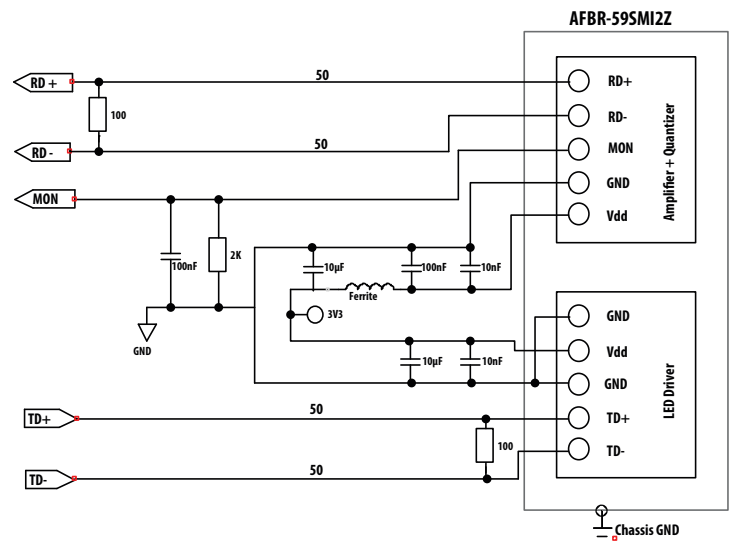 AFBR-59SMI2Z
RD +
50
RD+
100
RD-
RD -
50
MON
Amplifier + Quantizer
MON
GND
Vdd
100nF
2K
10µF
100nF
10nF
Ferrite
3V3
GND
GND
Vdd
10µF
10nF
GND
LED Driver
TD+
50
TD+
100
TD-
TD-
50
Chassis GND